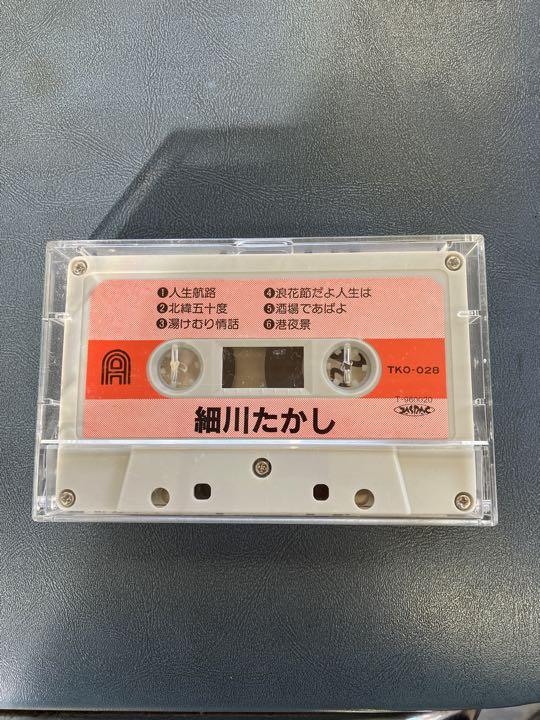 ❶人生航路
❷北緯五十度
❸湯けむり情話
❹浪花節だよ人生は
❺酒場であばよ
❻港夜景
TKO-028
T-960020
JASRAC
細川たかし